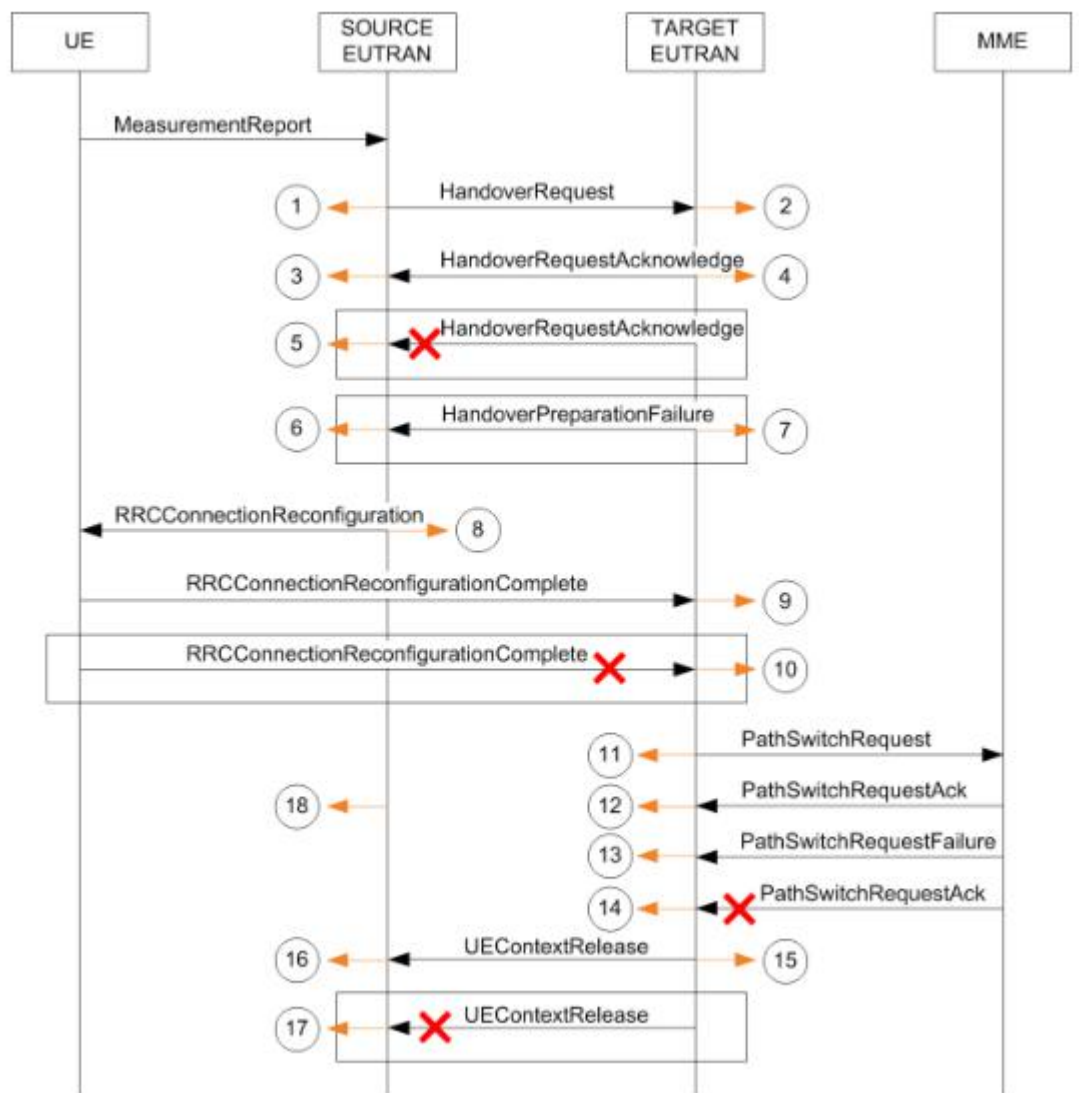 UE
SOURCE
EUTRAN
TARGET
EUTRAN
MME
MeasurementReport
1
HandoverRequest
2
3
HandoverRequestAcknowledge
4
5
HandoverRequestAcknowledge
6
HandoverPreparationFailure
7
RRCConnectionReconfiguration
8
RRCConnectionReconfigurationComplete
9
RRCConnectionReconfigurationComplete
10
11
PathSwitchRequest
18
12
PathSwitchRequestAck
13
PathSwitchRequestFailure
14
PathSwitchRequestAck
16
UEContextRelease
15
17
UEContextRelease